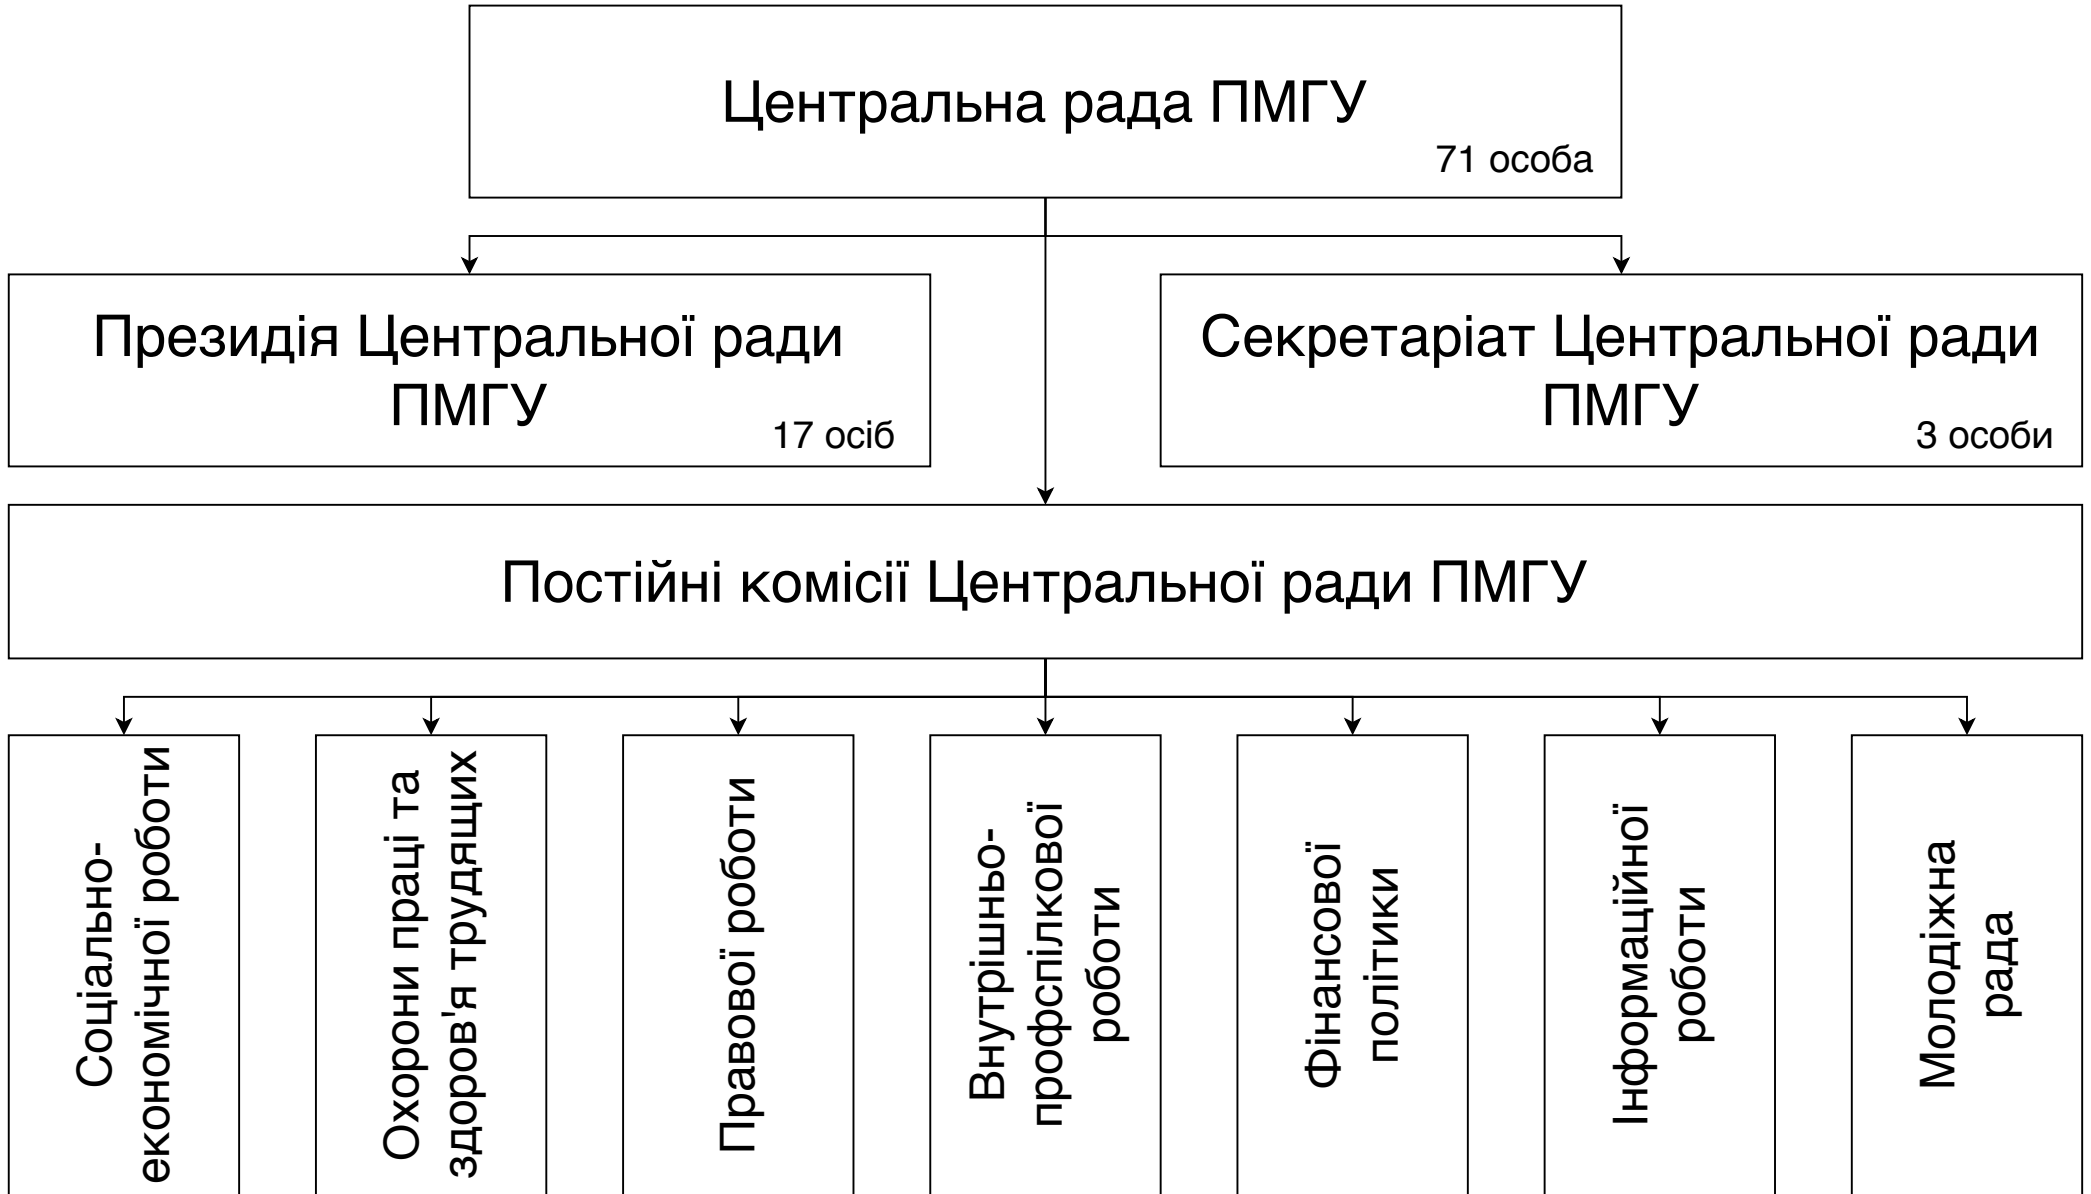 Центральна рада ПМГУ
71 особа
Президія Центральної ради
ПМГУ
17 осіб
Секретаріат Центральної ради
ПМГУ
3 особи
Постійні комісії Центральної ради ПМГУ
Соціально-
економічної роботи
Охорони праці та
здоров'я трудящих
Правової роботи
Внутрішньо-
профспілкової
роботи
Фінансової
політики
Інформаційної
роботи
Молодіжна
рада